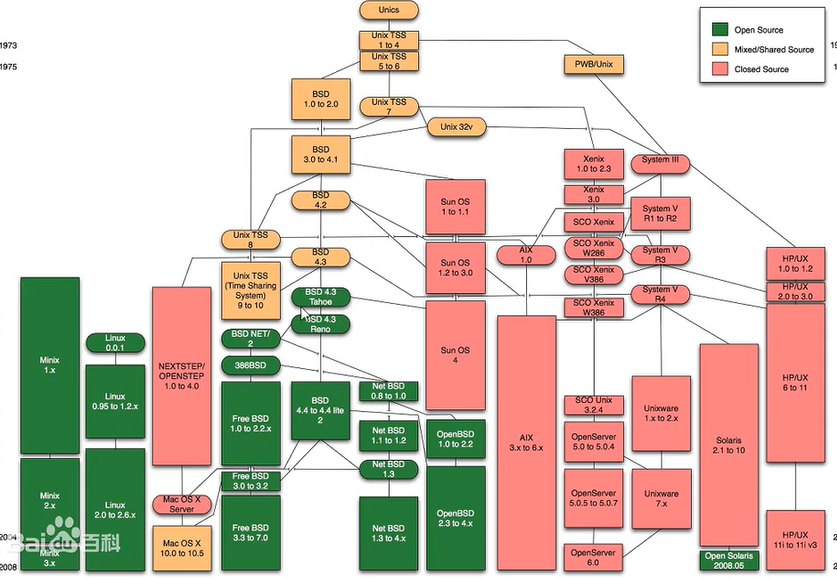 Unics
1973
Unix TSS
1 to 4
Open Source
Mixed/Shared Source
Closed Source
1975
Unix TSS
5 to 6
PWB/Unix
BSD
1.0 to 2.0
Unix TSS
7
Unix 32v
BSD
3.0 to 4.1
Xenix
1.0 to 2.3
System III
Xenix
3.0
BSD
4.2
Sun OS
1 to 1.1
SCO Xenix
System V
R1 to R2
Unix TSS
8
SCO Xenix
W286
AIX
1.0
System V
R3
BSD
4.3
Sun OS
1.2 to 3.0
SCO Xenix
V386
HP/UX
1.0 to 1.2
Unix TSS
(Time Sharing
System)
9 to 10
BSD 4.3
Tahoe
SCO Xenix
W386
System V
R4
HP/UX
2.0 to 3.0
BSD 4.3
Reno
BSD NET/
2
Linux
0.0.1
Sun OS
4
Minix
1.x
386BSD
NEXTSTEP/
OPENSTEP
1.0 to 4.0
HP/UX
6 to 11
Linux
0.95 to 1.2.x
Free BSD
1.0 to 2.2.x
BSD
4.4 to 4.4 lite
2
Net BSD
0.8 to 1.0
SCO Unix
3.2.4
Unixware
1.x to 2.x
Net BSD
1.1 to 1.2
OpenBSD
1.0 to 2.2
AIX
3.x to 6.x
OpenServer
5.0 to 5.0.4
Solaris
2.1 to 10
Net BSD
1.3
Free BSD
3.0 to 3.2
Minix
2.x
Linux
2.0 to 2.6.x
Mac OS X
Server
OpenBSD
2.3 to 4.x
OpenServer
5.0.5 to 5.0.7
Unixware
7.x
Free BSD
3.3 to 7.0
Net BSD
1.3 to 4.x
Mac OS X
10.0 to 10.5
HP/UX
11i to 11i v3
2004
Baidu百科
Minix
3.x
OpenServer
6.0
Open Solaris
2008.05
2008